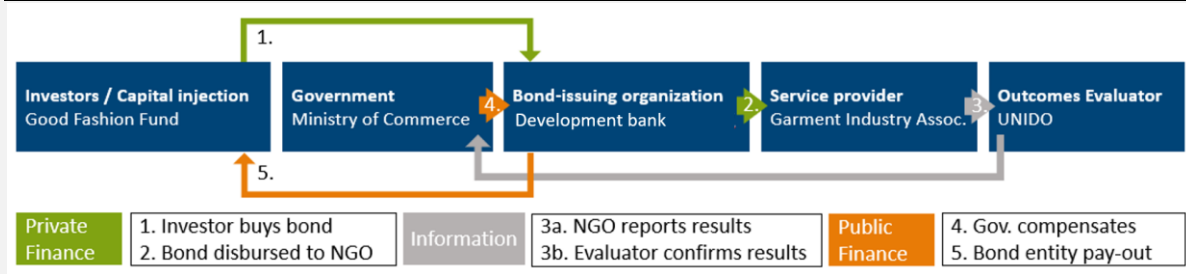 1.
Investors / Capital injection
Good Fashion Fund
Government
Ministry of Commerce
4.
Bond-issuing organization
Development bank
2.
Service provider
Garment Industry Assoc.
3.
Outcomes Evaluator
UNIDO
5.
Private
Finance
1. Investor buys bond
2. Bond disbursed to NGO
Information
3a. NGO reports results
3b. Evaluator confirms results
Public
Finance
4. Gov. compensates
5. Bond entity pay-out